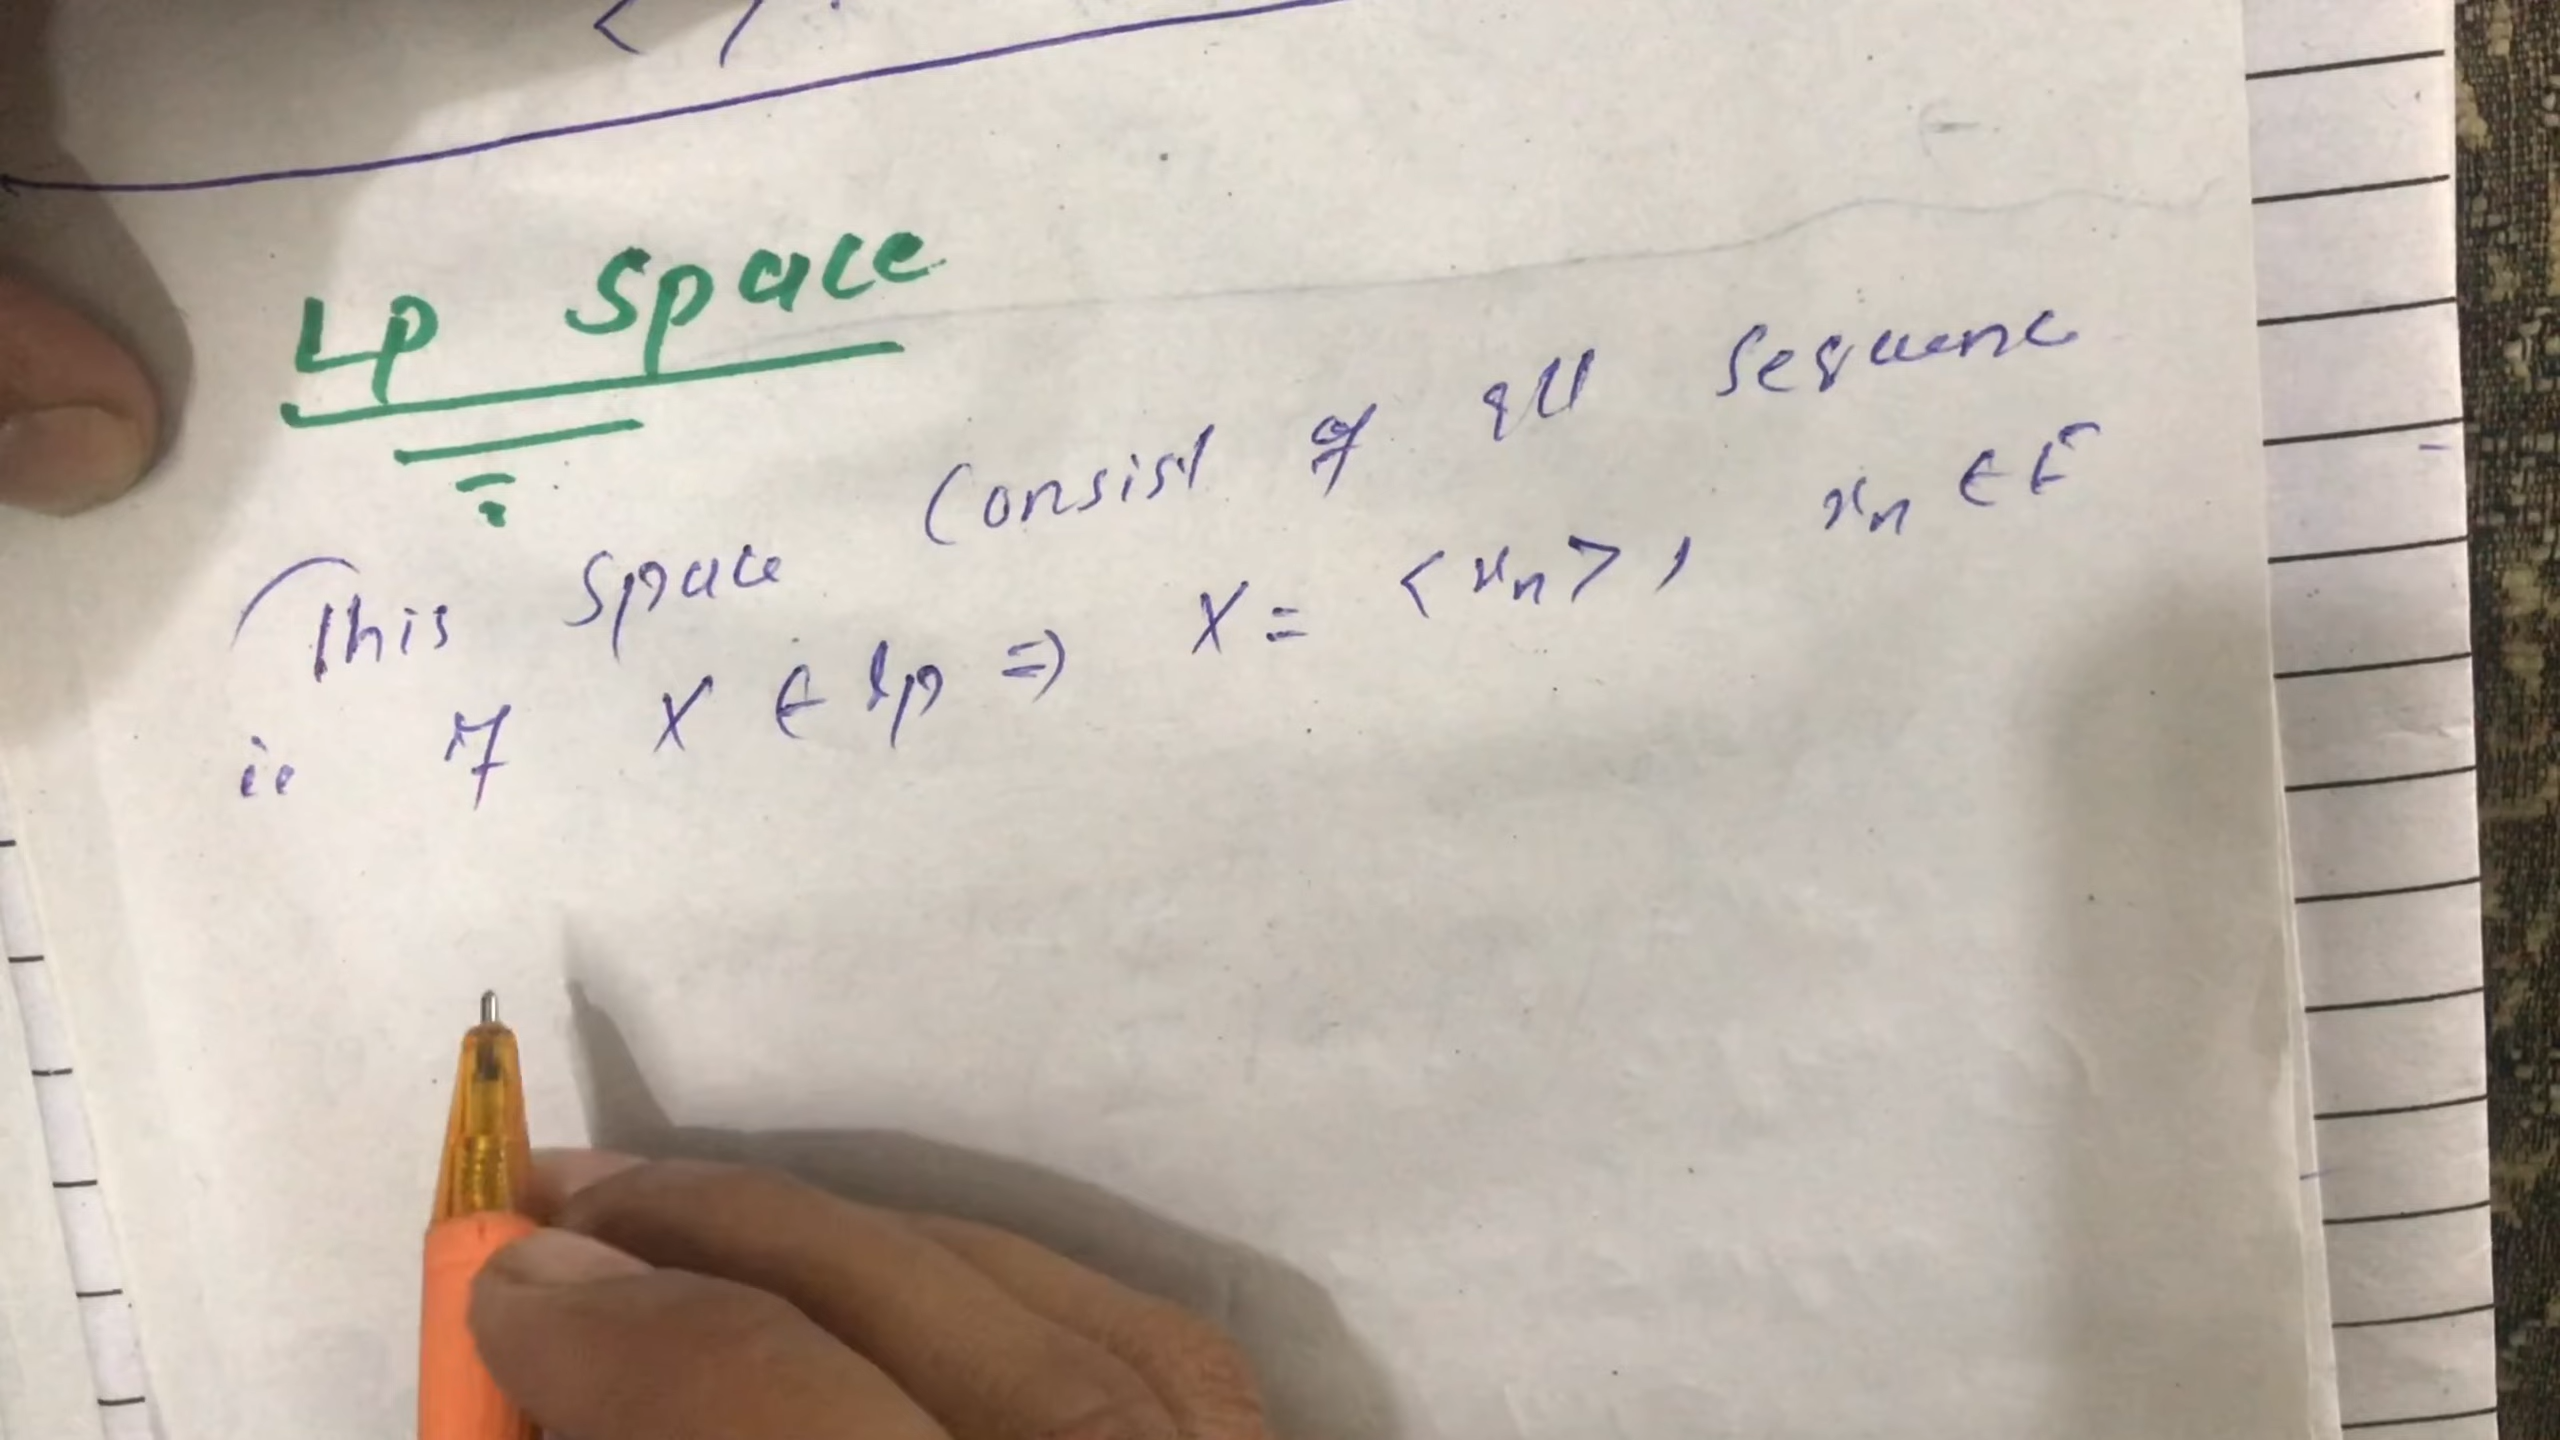 < / .
Lp Space
This Space Consist of all Sequence
ie if X ∈ lp => X = <xn>, xn ∈ F